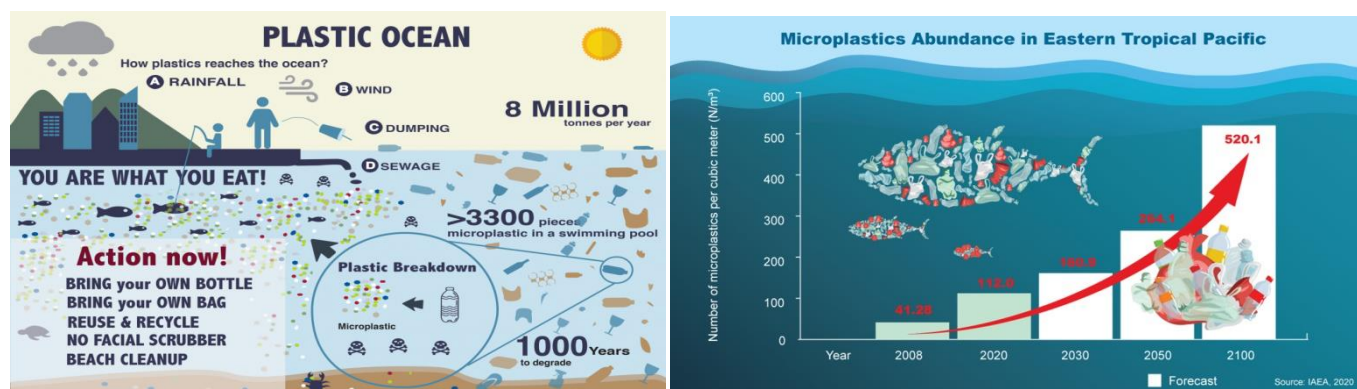 PLASTIC OCEAN
How plastics reaches the ocean?
A RAINFALL
B WIND
8 Million
tonnes per year
C DUMPING
D SEWAGE
YOU ARE WHAT YOU EAT!
>3300 pieces
microplastic in a swimming pool
Action now!
BRING your OWN BOTTLE
BRING your OWN BAG
REUSE & RECYCLE
NO FACIAL SCRUBBER
BEACH CLEANUP
Plastic Breakdown
Microplastic
1000 Years
to degrade
Microplastics Abundance in Eastern Tropical Pacific
Number of microplastics per cubic meter (N/m³)
600
500
400
300
200
100
0
41.28
520.1
Year
2008
2020
2030
2050
2100
Forecast
Source: IAEA, 2020